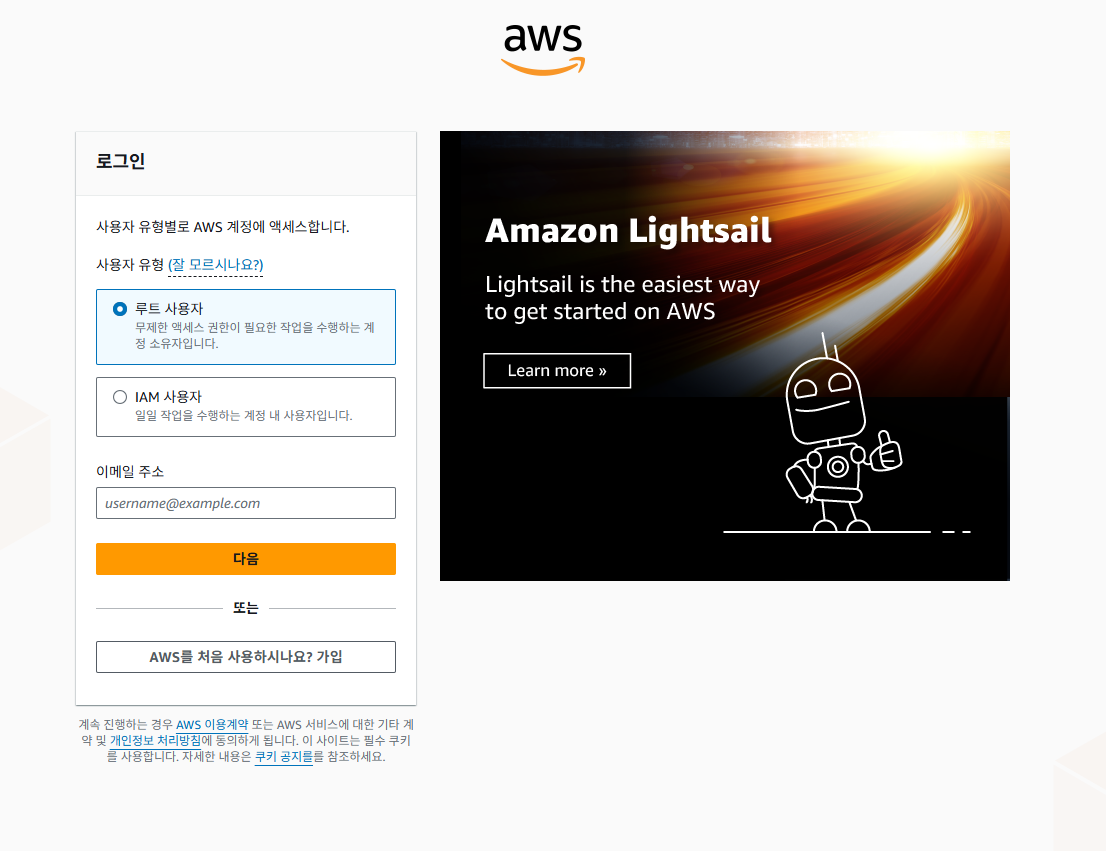 aws
로그인
사용자 유형별로 AWS 계정에 액세스합니다.
사용자 유형 (잘 모르시나요?)
루트 사용자
무제한 액세스 권한이 필요한 작업을 수행하는 계
정 소유자입니다.
IAM 사용자
일일 작업을 수행하는 계정 내 사용자입니다.
이메일 주소
username@example.com
다음
또는
AWS를 처음 사용하시나요? 가입
계속 진행하는 경우 AWS 이용계약 또는 AWS 서비스에 대한 기타 계
약 및 개인정보 처리방침에 동의하게 됩니다. 이 사이트는 필수 쿠키
를 사용합니다. 자세한 내용은 쿠키 공지를를 참조하세요.
Amazon Lightsail
Lightsail is the easiest way
to get started on AWS
Learn more »